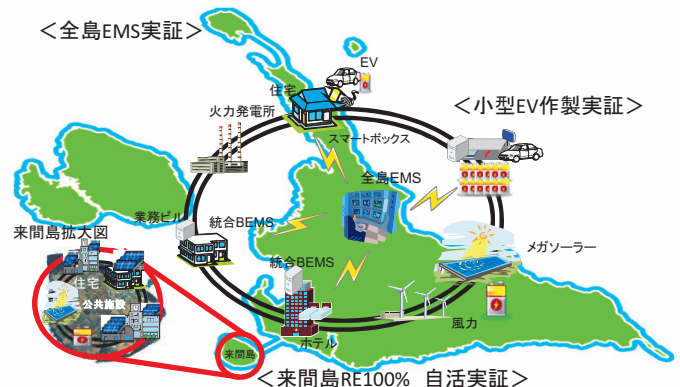 ＜全島EMS実証＞
EV
住宅
＜小型EV作製実証＞
火力発電所
スマートボックス
全島EMS
業務ビル
統合BEMS
来間島拡大図
メガソーラー
住宅
統合BEMS
公共施設
風力
ホテル
来間島
＜来間島RE100% 自活実証＞